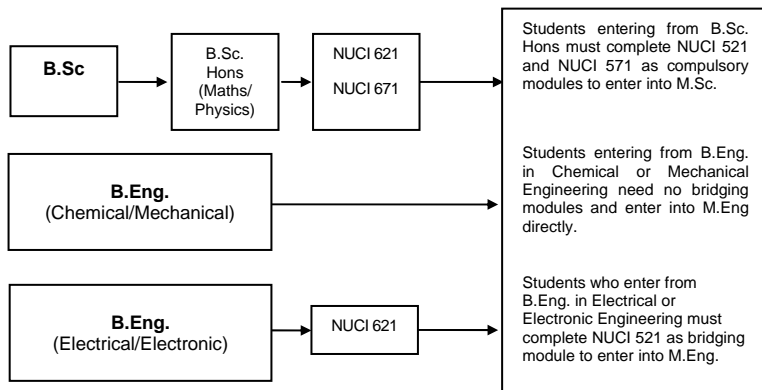 B.Sc
B.Sc.
Hons
(Maths/
Physics)
NUCI 621
NUCI 671
Students entering from B.Sc.
Hons must complete NUCI 521
and NUCI 571 as compulsory
modules to enter into M.Sc.
B.Eng.
(Chemical/Mechanical)
Students entering from B.Eng.
in Chemical or Mechanical
Engineering need no bridging
modules and enter into M.Eng
directly.
B.Eng.
(Electrical/Electronic)
NUCI 621
Students who enter from
B.Eng. in Electrical or
Electronic Engineering must
complete NUCI 521 as bridging
module to enter into M.Eng.